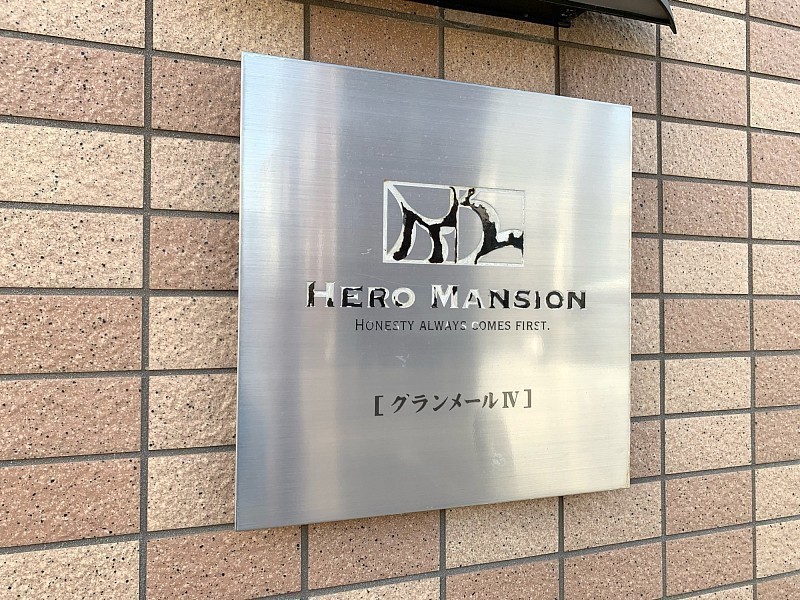 HERO MANSION
HONESTY ALWAYS COMES FIRST.
[グランメールⅣ]